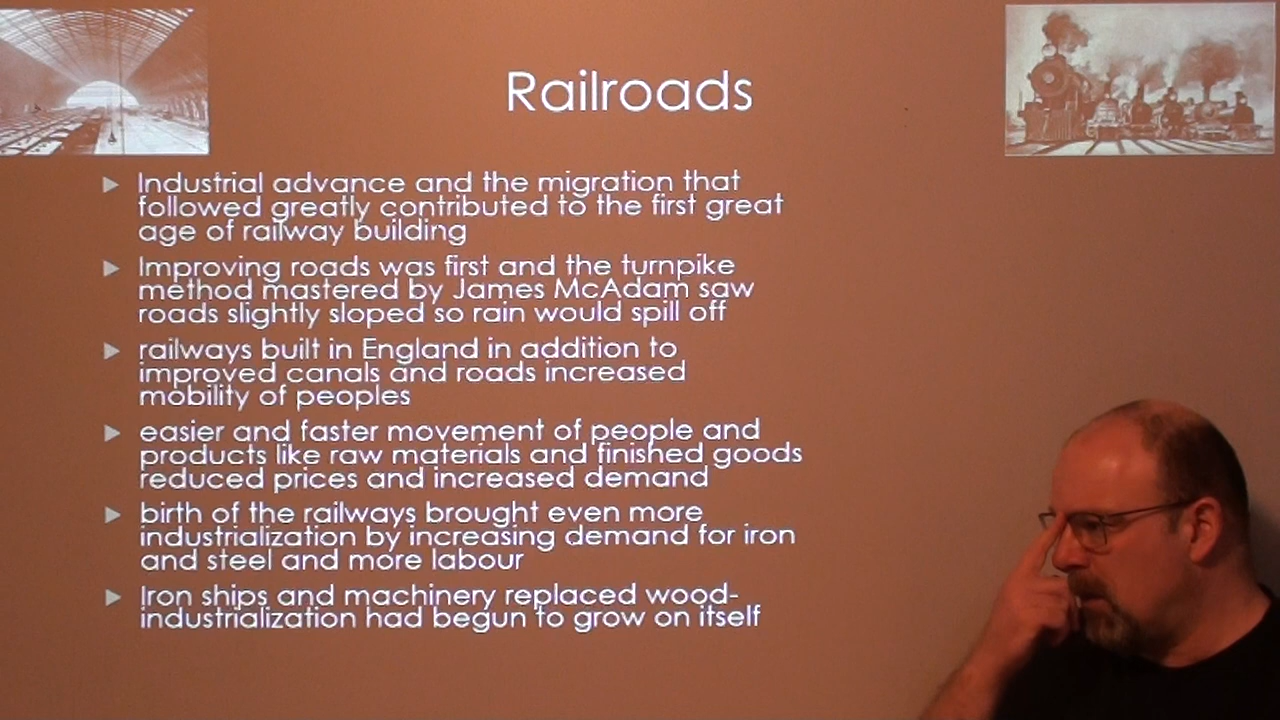 Railroads
Industrial advance and the migration that
followed greatly contributed to the first great
age of railway building
Improving roads was first and the turnpike
method mastered by James McAdam saw
roads slightly sloped so rain would spill off
railways built in England in addition to
improved canals and roads increased
mobility of peoples
easier and faster movement of people and
products like raw materials and finished goods
reduced prices and increased demand
birth of the railways brought even more
industrialization by increasing demand for iron
and steel and more labour
Iron ships and machinery replaced wood-
industrialization had begun to grow on itself